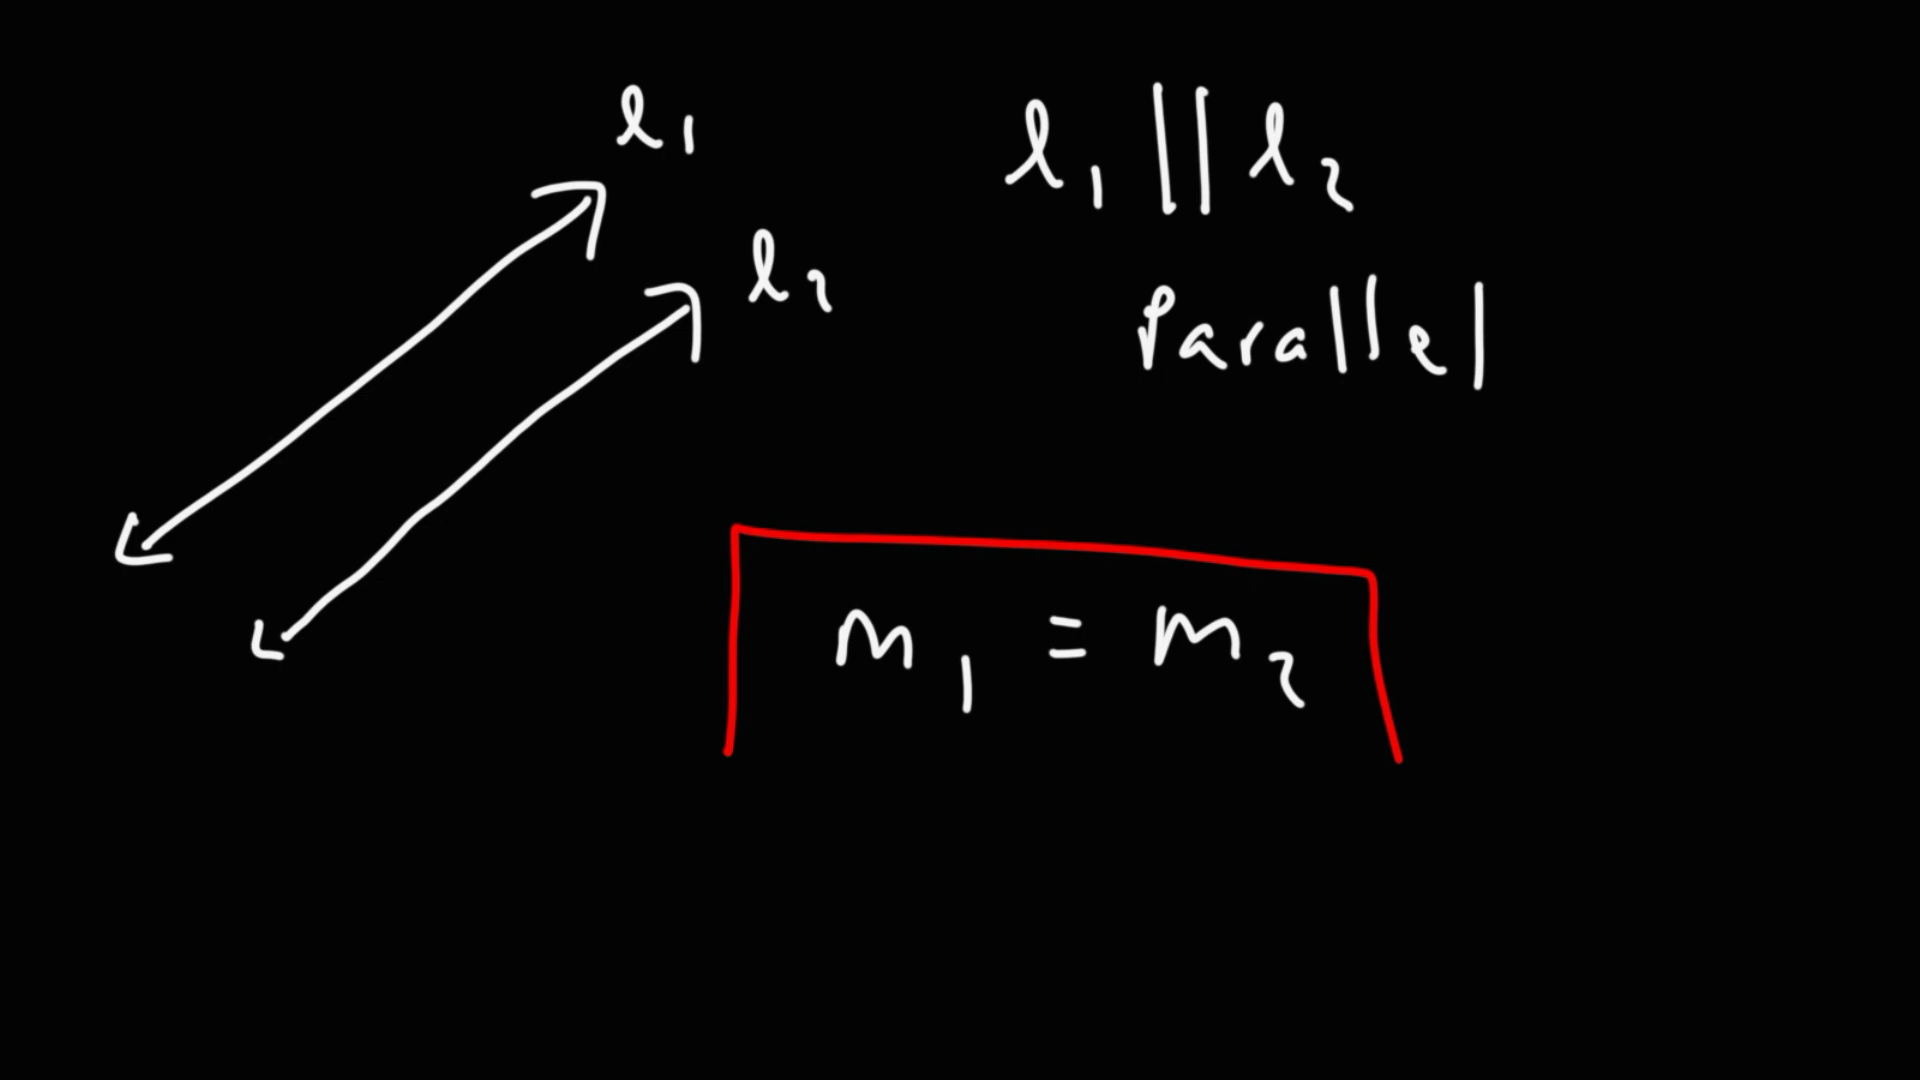 l₁
l₁ || l₂
l₂
Parallel
m₁ = m₂